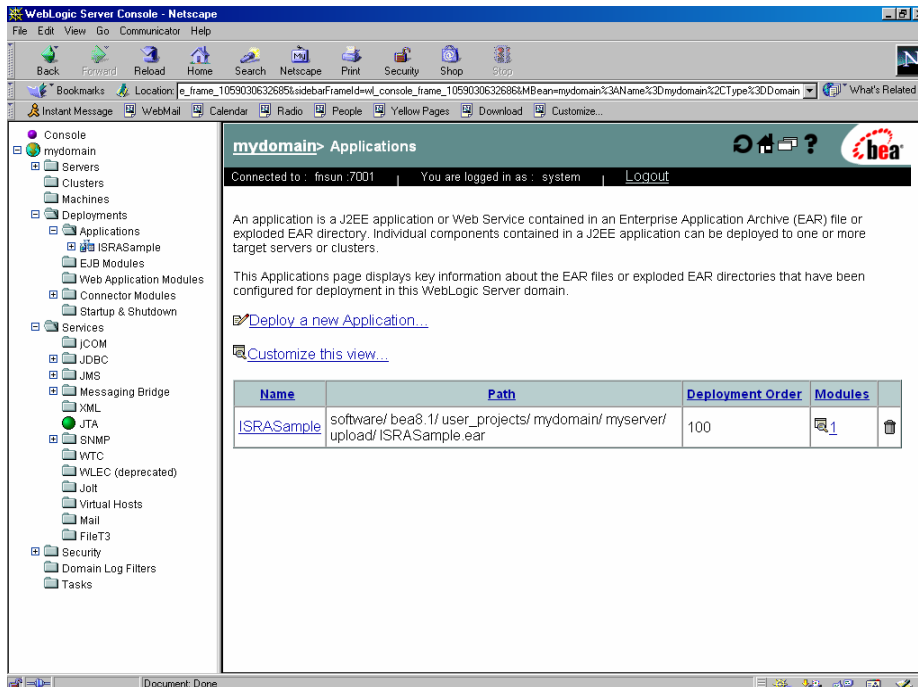 WebLogic Server Console - Netscape
File Edit View Go Communicator Help
Back Forward Reload Home Search Netscape Print Security Shop Stop
Bookmarks Location: e_frame_1059030632685&sidebarFrameId=wl_console_frame_1059030632686&MBean=mydomain%3AName%3Dmydomain%2CType%3DDomain What's Related
Instant Message WebMail Calendar Radio People Yellow Pages Download Customize...
Console
mydomain
Servers
Clusters
Machines
Deployments
Applications
ISRASample
EJB Modules
Web Application Modules
Connector Modules
Startup & Shutdown
Services
jCOM
JDBC
JMS
Messaging Bridge
XML
JTA
SNMP
WTC
WLEC (deprecated)
Jolt
Virtual Hosts
Mail
FileT3
Security
Domain Log Filters
Tasks
mydomain> Applications
? bea
Connected to : fnsun :7001 You are logged in as : system Logout
An application is a J2EE application or Web Service contained in an Enterprise Application Archive (EAR) file or
exploded EAR directory. Individual components contained in a J2EE application can be deployed to one or more
target servers or clusters.
This Applications page displays key information about the EAR files or exploded EAR directories that have been
configured for deployment in this WebLogic Server domain.
Deploy a new Application...
Customize this view...
Name Path Deployment Order Modules
ISRASample software/ bea8.1/ user_projects/ mydomain/ myserver/ 100 1
upload/ ISRASample.ear
Document: Done